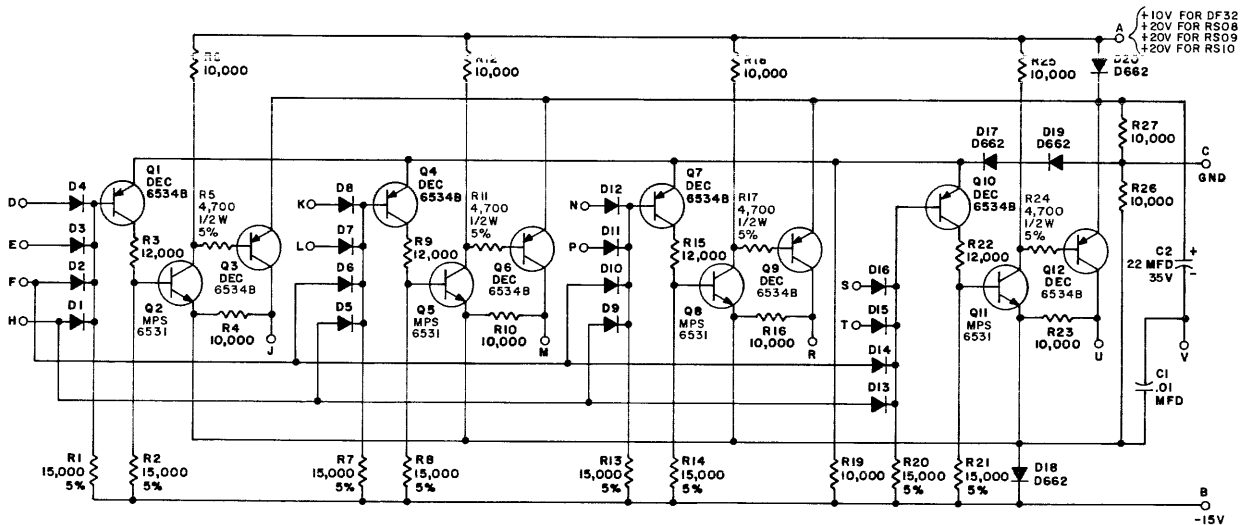 A
+10V FOR DF32
+20V FOR RS08
+20V FOR RS09
+20V FOR RS10
10,000
R12
10,000
R18
10,000
R25
10,000
D20
D662
D17
D662
D19
D662
R27
10,000
C
GND
R26
10,000
Q1
DEC
6534B
Q4
DEC
6534B
Q7
DEC
6534B
Q10
DEC
6534B
D4
D
D3
E
D2
F
D1
H
R3
12,000
R5
4,700
1/2W
5%
Q3
DEC
6534B
Q2
MPS
6531
R4
10,000
J
D8
K
D7
L
D6
D5
R9
12,000
R11
4,700
1/2W
5%
Q6
DEC
6534B
Q5
MPS
6531
R10
10,000
M
D12
N
D11
P
D10
D9
R15
12,000
R17
4,700
1/2W
5%
Q9
DEC
6534B
Q8
MPS
6531
R16
10,000
R
D16
S
D15
T
D14
D13
R22
12,000
R24
4,700
1/2W
5%
Q12
DEC
6534B
Q11
MPS
6531
R23
10,000
U
C2
22 MFD
35V
+
-
V
C1
.01
MFD
R1
15,000
5%
R2
15,000
5%
R7
15,000
5%
R8
15,000
5%
R13
15,000
5%
R14
15,000
5%
R19
10,000
R20
15,000
5%
R21
15,000
5%
D18
D662
B
-15V